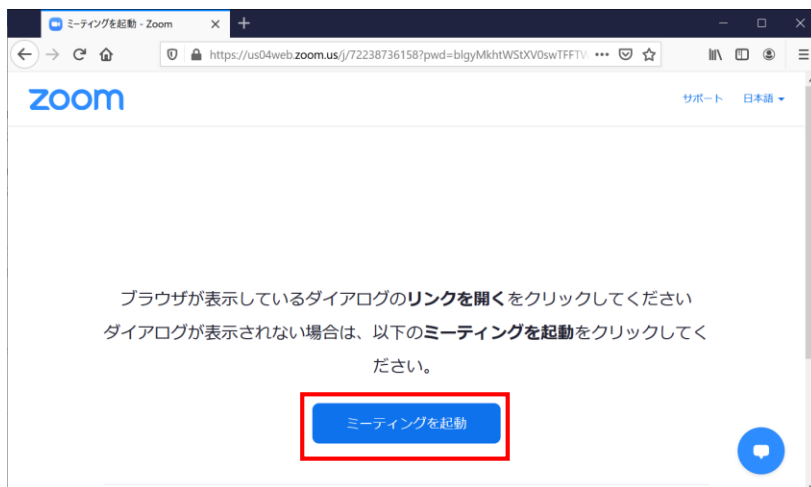 ミーティングを起動 - Zoom
https://us04web.zoom.us/j/72238736158?pwd=blgyMkhtWStXV0swTFFTV
zoom
サポート 日本語
ブラウザが表示しているダイアログのリンクを開くをクリックしてください
ダイアログが表示されない場合は、以下のミーティングを起動をクリックしてく
ださい。
ミーティングを起動